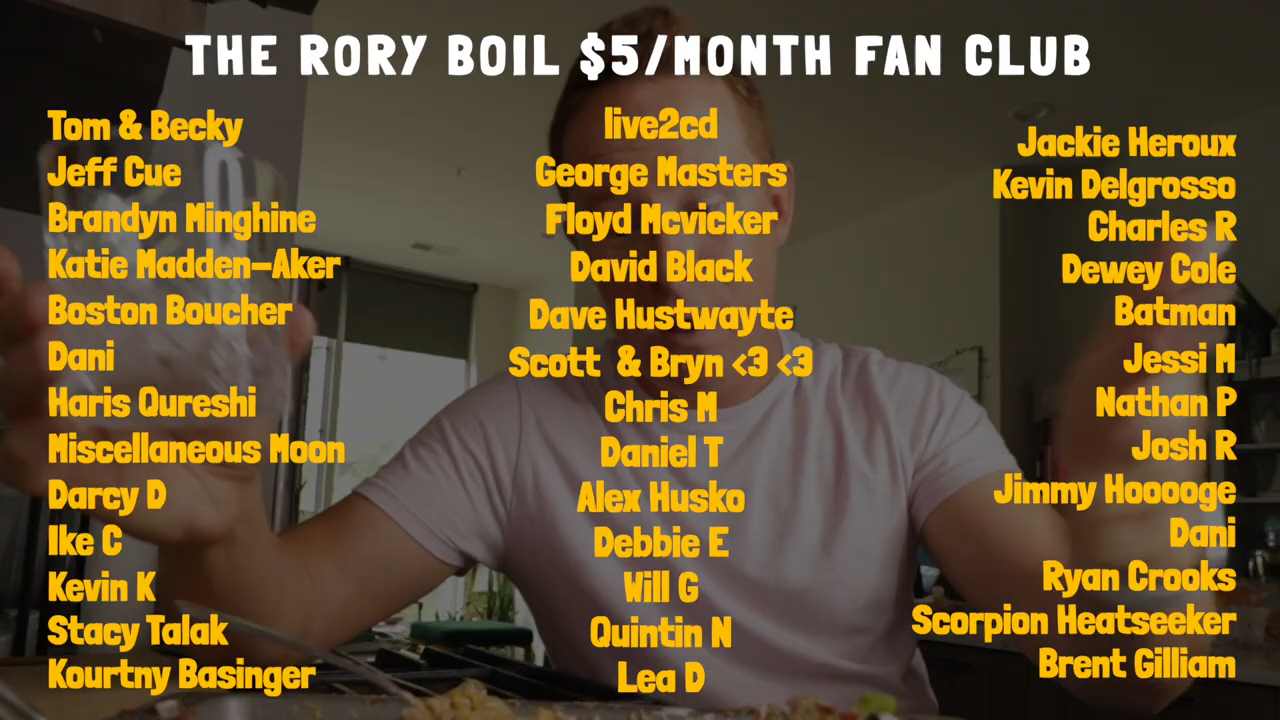 THE RORY BOIL $5/MONTH FAN CLUB
Tom & Becky
Jeff Cue
Brandyn Minghine
Katie Madden-Aker
Boston Boucher
Dani
Haris Qureshi
Miscellaneous Moon
Darcy D
Ike C
Kevin K
Stacy Talak
Kourtny Basinger
live2cd
George Masters
Floyd Mcvicker
David Black
Dave Hustwayte
Scott & Bryn <3 <3
Chris M
Daniel T
Alex Husko
Debbie E
Will G
Quintin N
Lea D
Jackie Heroux
Kevin Delgrosso
Charles R
Dewey Cole
Batman
Jessi M
Nathan P
Josh R
Jimmy Hooooge
Dani
Ryan Crooks
Scorpion Heatseeker
Brent Gilliam